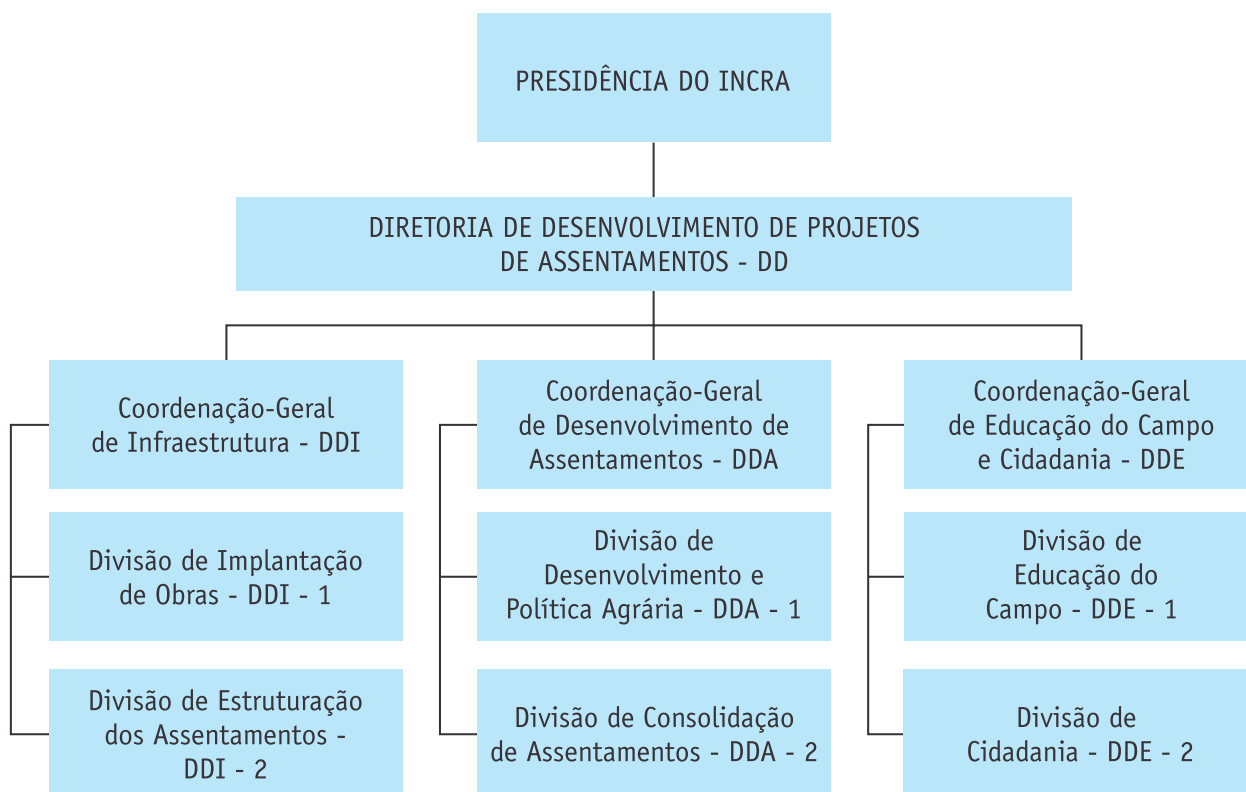 PRESIDÊNCIA DO INCRA
DIRETORIA DE DESENVOLVIMENTO DE PROJETOS
DE ASSENTAMENTOS - DD
Coordenação-Geral
de Infraestrutura - DDI
Divisão de Implantação
de Obras - DDI - 1
Divisão de Estruturação
dos Assentamentos -
DDI - 2
Coordenação-Geral
de Desenvolvimento de
Assentamentos - DDA
Divisão de
Desenvolvimento e
Política Agrária - DDA - 1
Divisão de Consolidação
de Assentamentos - DDA - 2
Coordenação-Geral
de Educação do Campo
e Cidadania - DDE
Divisão de
Educação do
Campo - DDE - 1
Divisão de
Cidadania - DDE - 2